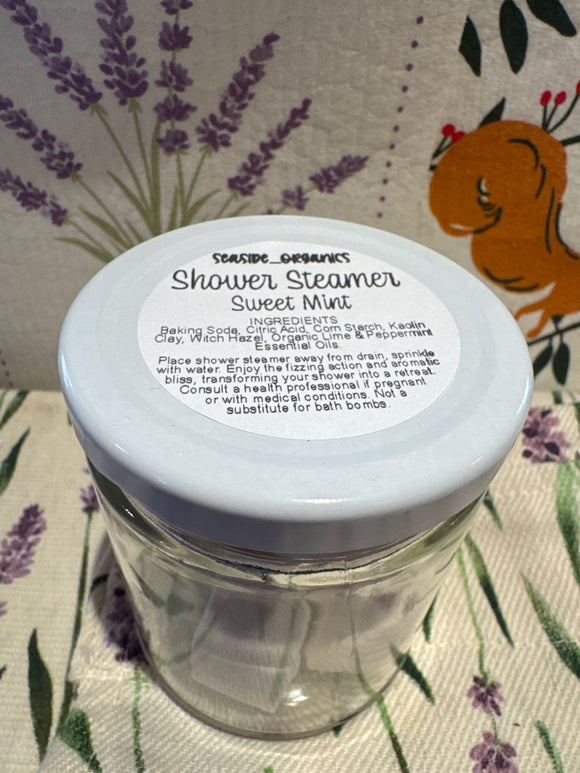 SEASIDE_ORGANICS
Shower Steamer
Sweet Mint
INGREDIENTS
Baking Soda, Citric Acid, Corn Starch, Kaolin
Clay, Witch Hazel, Organic Lime & Peppermint
Essential Oils.
Place shower steamer away from drain, sprinkle
with water. Enjoy the fizzing action and aromatic
bliss, transforming your shower into a retreat.
Consult a health professional if pregnant
or with medical conditions. Not a
substitute for bath bombs.